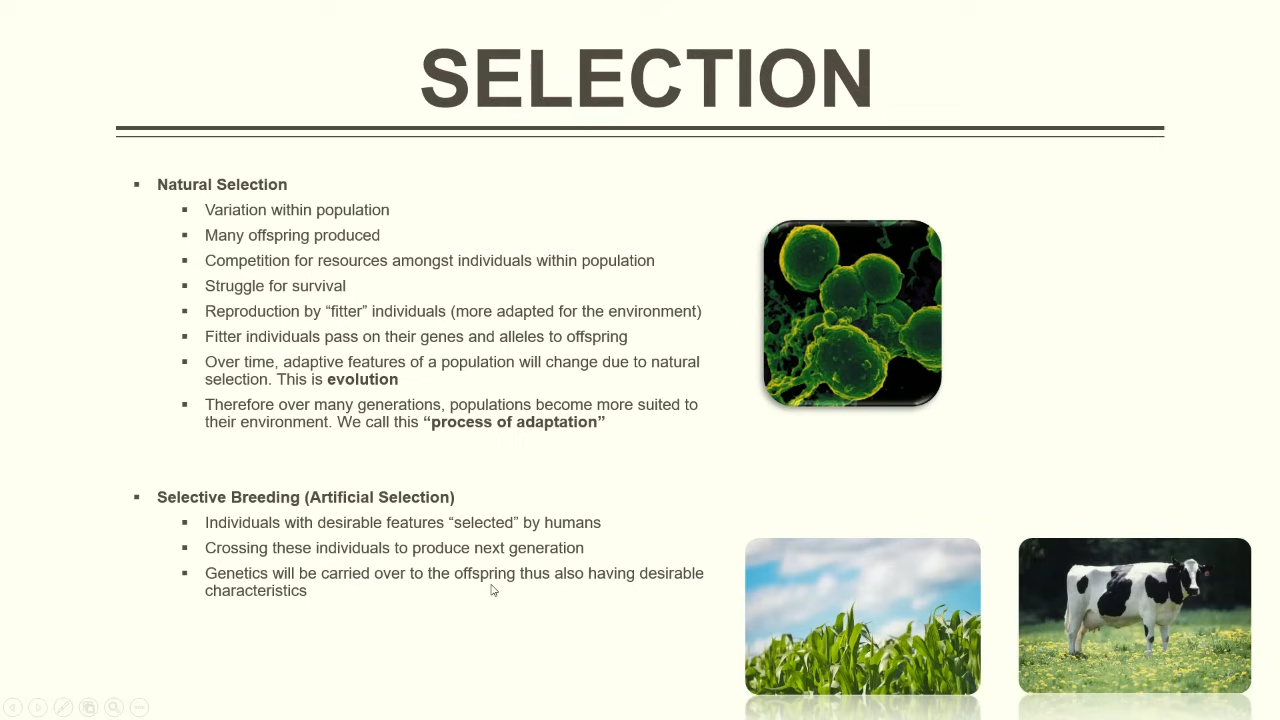 SELECTION
▪ Natural Selection
▪ Variation within population
▪ Many offspring produced
▪ Competition for resources amongst individuals within population
▪ Struggle for survival
▪ Reproduction by “fitter” individuals (more adapted for the environment)
▪ Fitter individuals pass on their genes and alleles to offspring
▪ Over time, adaptive features of a population will change due to natural
selection. This is evolution
▪ Therefore over many generations, populations become more suited to
their environment. We call this “process of adaptation”
▪ Selective Breeding (Artificial Selection)
▪ Individuals with desirable features “selected” by humans
▪ Crossing these individuals to produce next generation
▪ Genetics will be carried over to the offspring thus also having desirable
characteristics